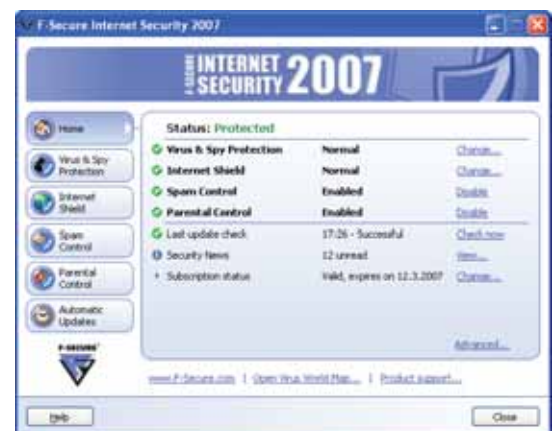 F-Secure Internet Security 2007
F-SECURE INTERNET SECURITY 2007
Home
Virus & Spy Protection
Internet Shield
Spam Control
Parental Control
Automatic Updates
F-SECURE
Status: Protected
Virus & Spy Protection Normal Change...
Internet Shield Normal Change...
Spam Control Enabled Disable
Parental Control Enabled Disable
Last update check 17:26 - Successful Check now
Security News 12 unread View...
Subscription status Valid, expires on 12.3.2007 Change...
Advanced...
www.F-Secure.com | Open Virus World Map... | Product support...
Help Close